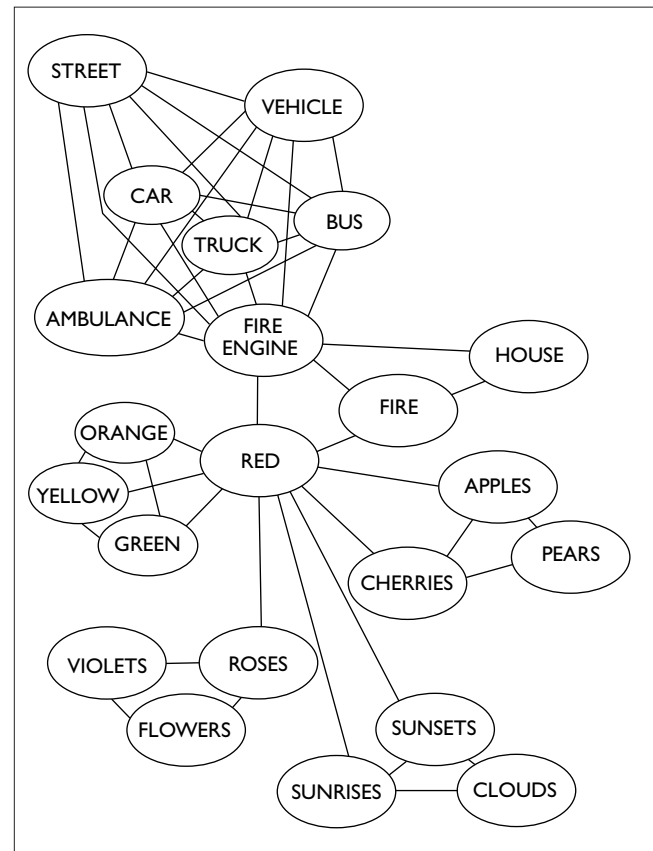 STREET
VEHICLE
CAR
BUS
TRUCK
AMBULANCE
FIRE
ENGINE
HOUSE
FIRE
ORANGE
RED
YELLOW
APPLES
GREEN
PEARS
CHERRIES
VIOLETS
ROSES
FLOWERS
SUNSETS
SUNRISES
CLOUDS